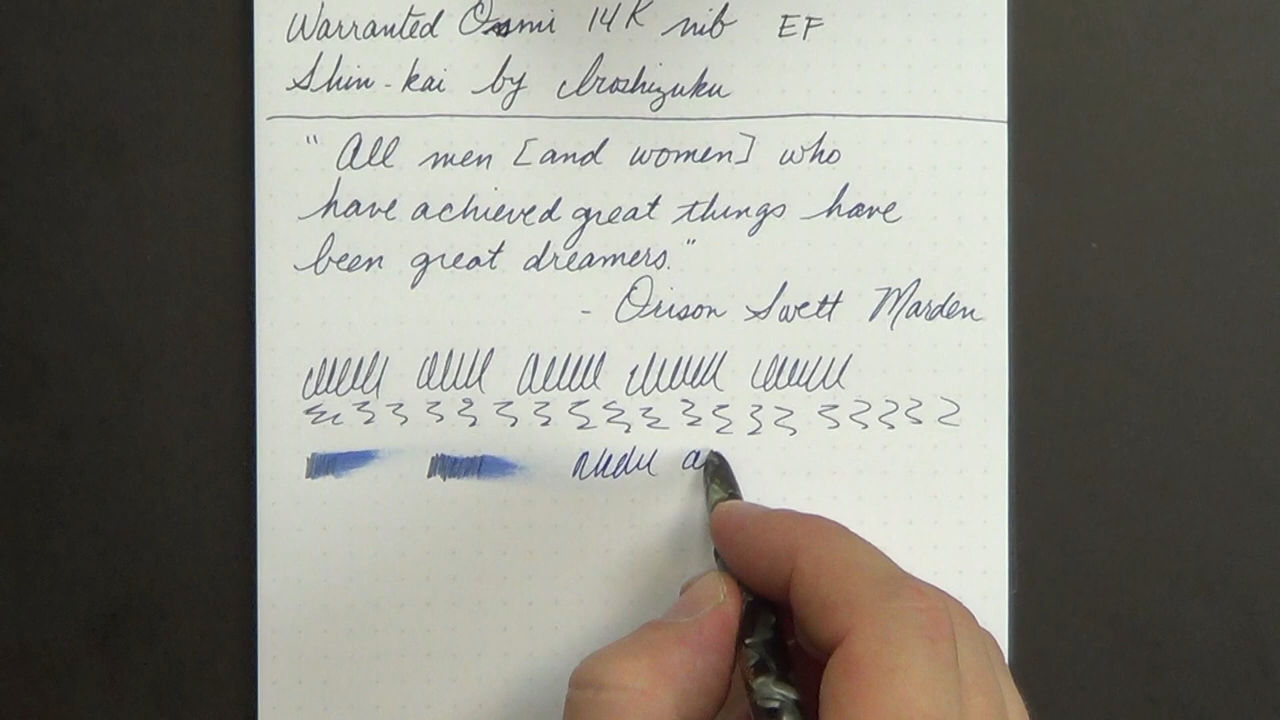 Warranted Osmi 14K nib EF
Shin-kai by Iroshizuku
"All men [and women] who
have achieved great things have
been great dreamers."
- Orison Swett Marden